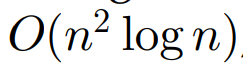 O(n² log n),